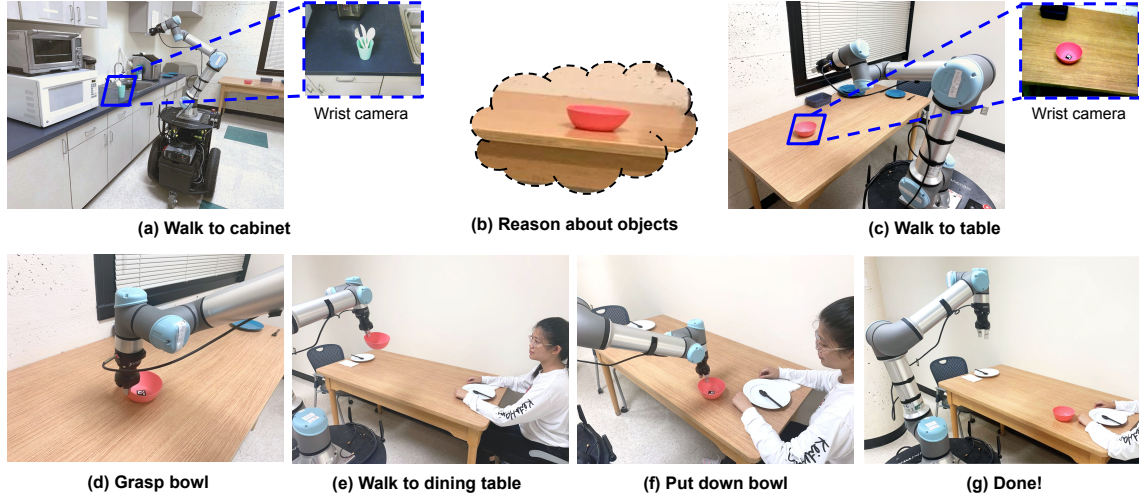 Wrist camera
Wrist camera
(a) Walk to cabinet
(b) Reason about objects
(c) Walk to table
(d) Grasp bowl
(e) Walk to dining table
(f) Put down bowl
(g) Done!